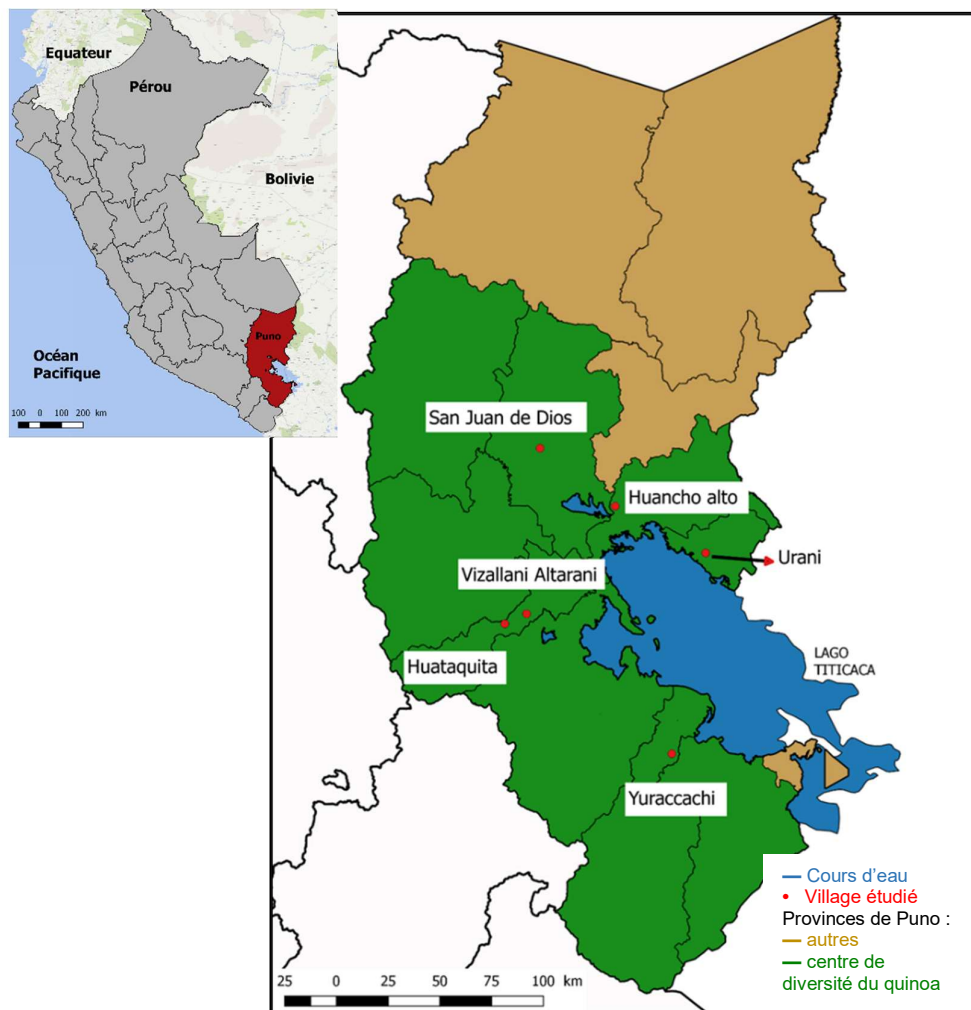 Equateur
Pérou
Bolivie
Puno
Océan
Pacifique
100 0 100 200 km
San Juan de Dios
Huancho alto
Urani
Vizallani Altarani
Huataquita
LAGO
TITICACA
Yuraccachi
Cours d'eau
Village étudié
Provinces de Puno :
autres
centre de
diversité du quinoa
25 0 25 50 75 100 km